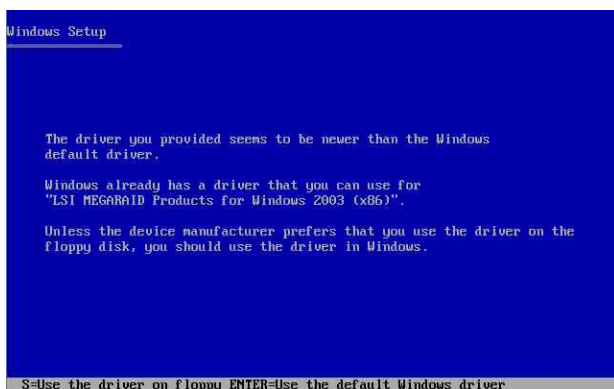 Windows Setup
The driver you provided seems to be newer than the Windows
default driver.
Windows already has a driver that you can use for
"LSI MEGARAID Products for Windows 2003 (x86)".
Unless the device manufacturer prefers that you use the driver on the
floppy disk, you should use the driver in Windows.
S=Use the driver on floppy ENTER=Use the default Windows driver